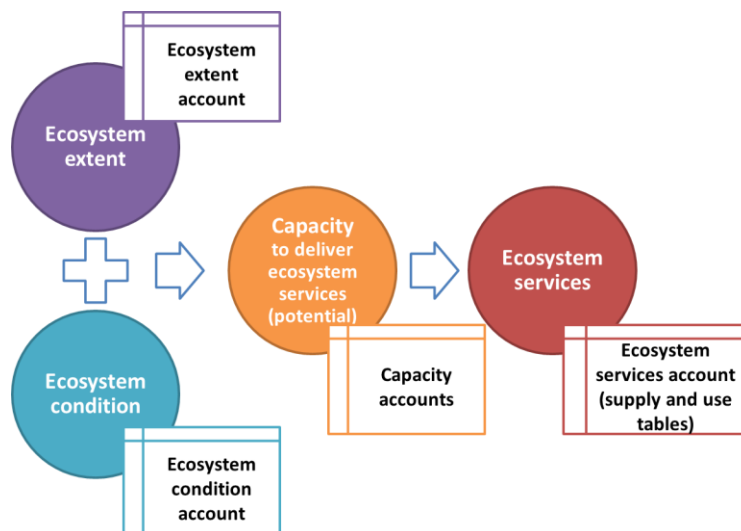 Ecosystem
extent
account
Ecosystem
extent
Capacity
to deliver
ecosystem
services
(potential)
Ecosystem
services
Ecosystem
condition
Capacity
accounts
Ecosystem
services account
(supply and use
tables)
Ecosystem
condition
account